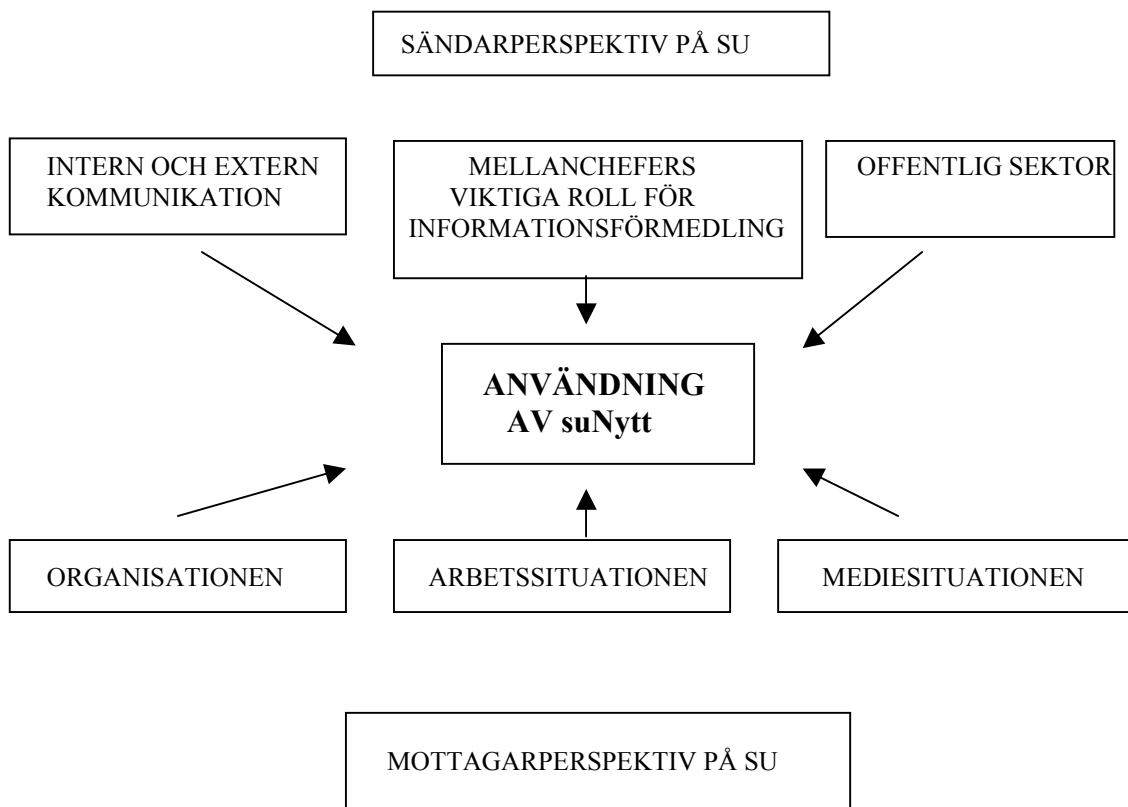 SÄNDARPERSPEKTIV PÅ SU
INTERN OCH EXTERN
KOMMUNIKATION
MELLANCHEFERS
VIKTIGA ROLL FÖR
INFORMATIONSFÖRMEDLING
OFFENTLIG SEKTOR
ANVÄNDNING
AV suNytt
ORGANISATIONEN
ARBETSSITUATIONEN
MEDIESITUATIONEN
MOTTAGARPERSPEKTIV PÅ SU